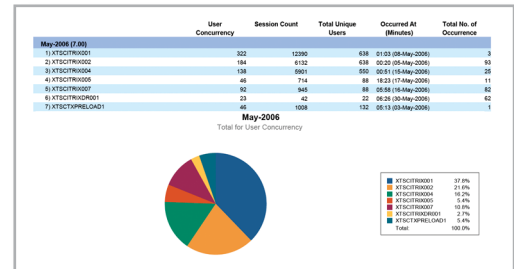 User Concurrency Session Count Total Unique Users Occurred At (Minutes) Total No. of Occurrence
May-2006 (7.00)
1) XTSCITRIX001 322 12390 638 01:03 (08-May-2006) 3
2) XTSCITRIX002 184 6132 638 00:20 (05-May-2006) 93
3) XTSCITRIX004 138 5901 550 00:51 (15-May-2006) 25
4) XTSCITRIX005 46 714 88 18:23 (17-May-2006) 11
5) XTSCITRIX007 92 945 88 05:58 (16-May-2006) 82
6) XTSCITRIXDR001 23 42 22 06:26 (30-May-2006) 62
7) XTSCTXPRELOAD1 46 1008 132 05:13 (03-May-2006) 1
May-2006
Total for User Concurrency
XTSCITRIX001 37.8%
XTSCITRIX002 21.6%
XTSCITRIX004 16.2%
XTSCITRIX005 5.4%
XTSCITRIX007 10.8%
XTSCITRIXDR001 2.7%
XTSCTXPRELOAD1 5.4%
Total: 100.0%